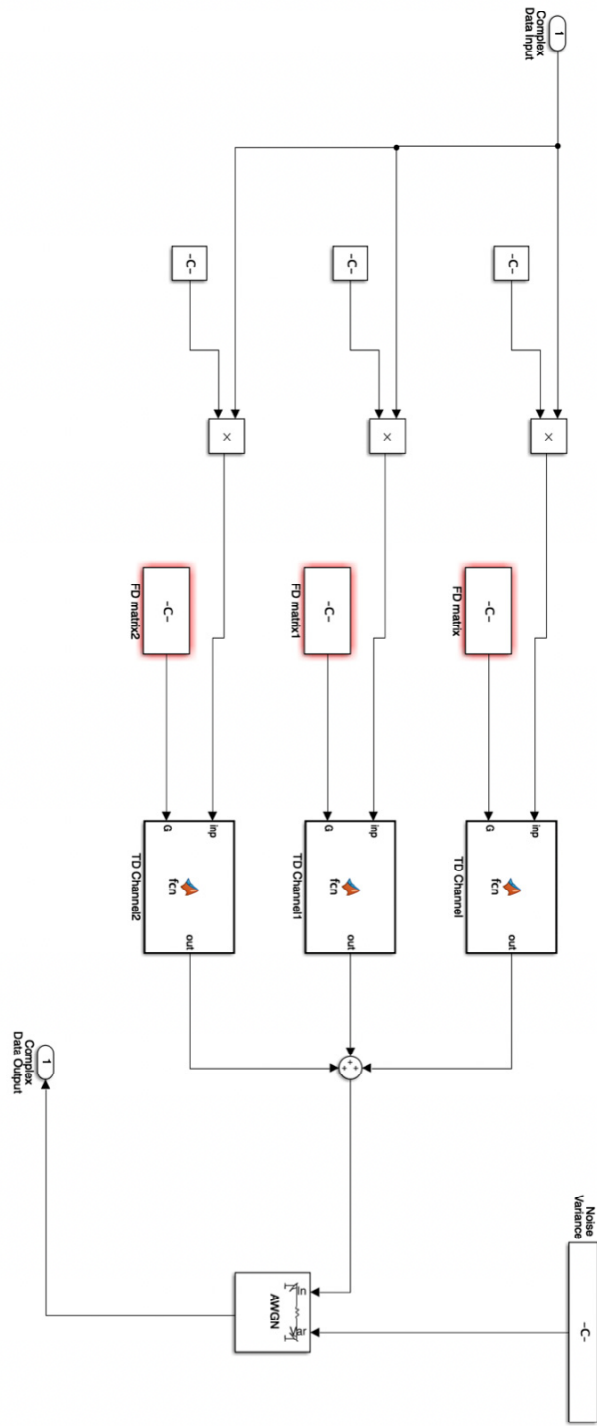 1
Complex
Data Input
-C-
×
-C-
FD matrix
inp
G
fcn
out
TD Channel
-C-
×
-C-
FD matrix1
inp
G
fcn
out
TD Channel1
-C-
×
-C-
FD matrix2
inp
G
fcn
out
TD Channel2
+
+
+
Noise
Variance
-C-
In
Var
AWGN
1
Complex
Data Output